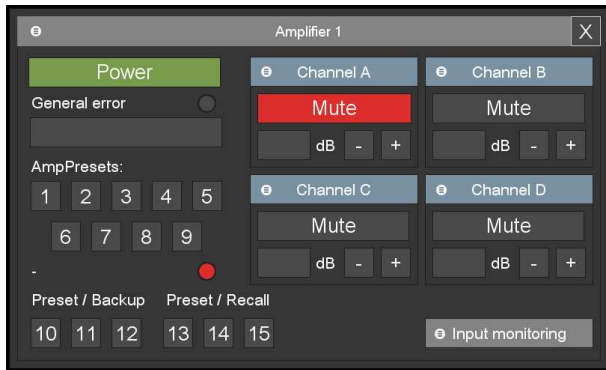 Amplifier 1
X
Power
General error
AmpPresets:
1 2 3 4 5
6 7 8 9
-
Preset / Backup Preset / Recall
10 11 12 13 14 15
Channel A
Mute
dB - +
Channel B
Mute
dB - +
Channel C
Mute
dB - +
Channel D
Mute
dB - +
Input monitoring